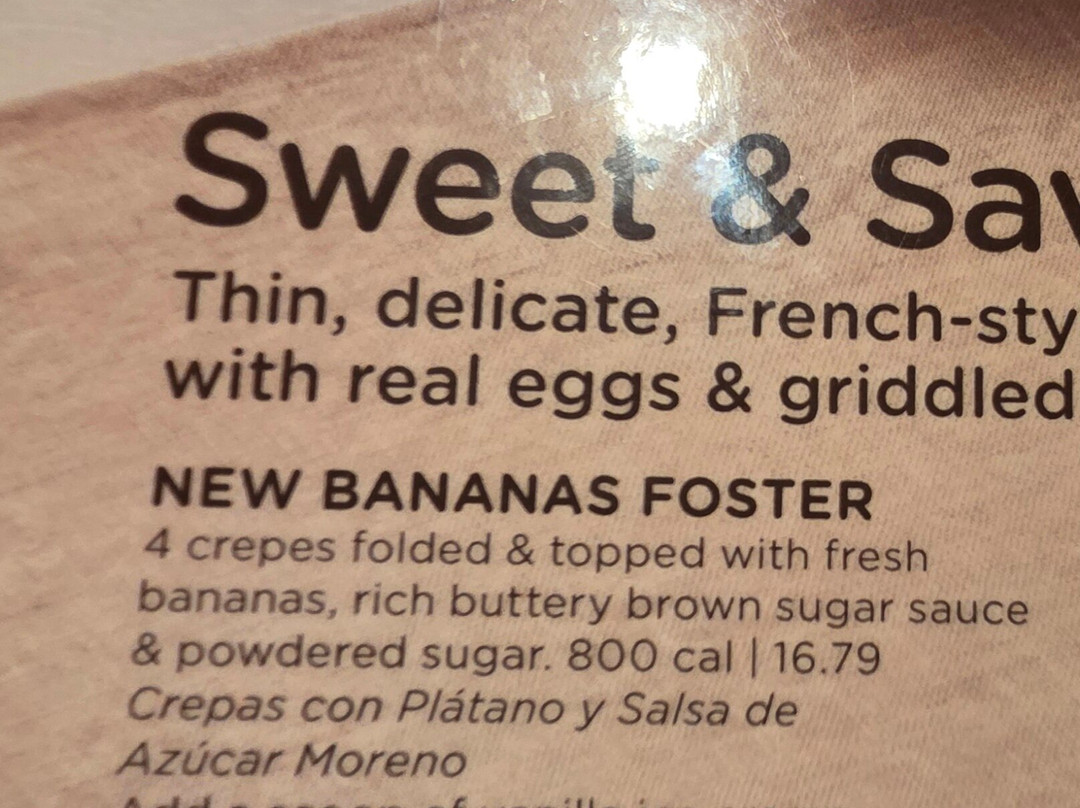 Sweet & Sav
Thin, delicate, French-sty
with real eggs & griddled
NEW BANANAS FOSTER
4 crepes folded & topped with fresh
bananas, rich buttery brown sugar sauce
& powdered sugar. 800 cal | 16.79
Crepas con Plátano y Salsa de
Azúcar Moreno